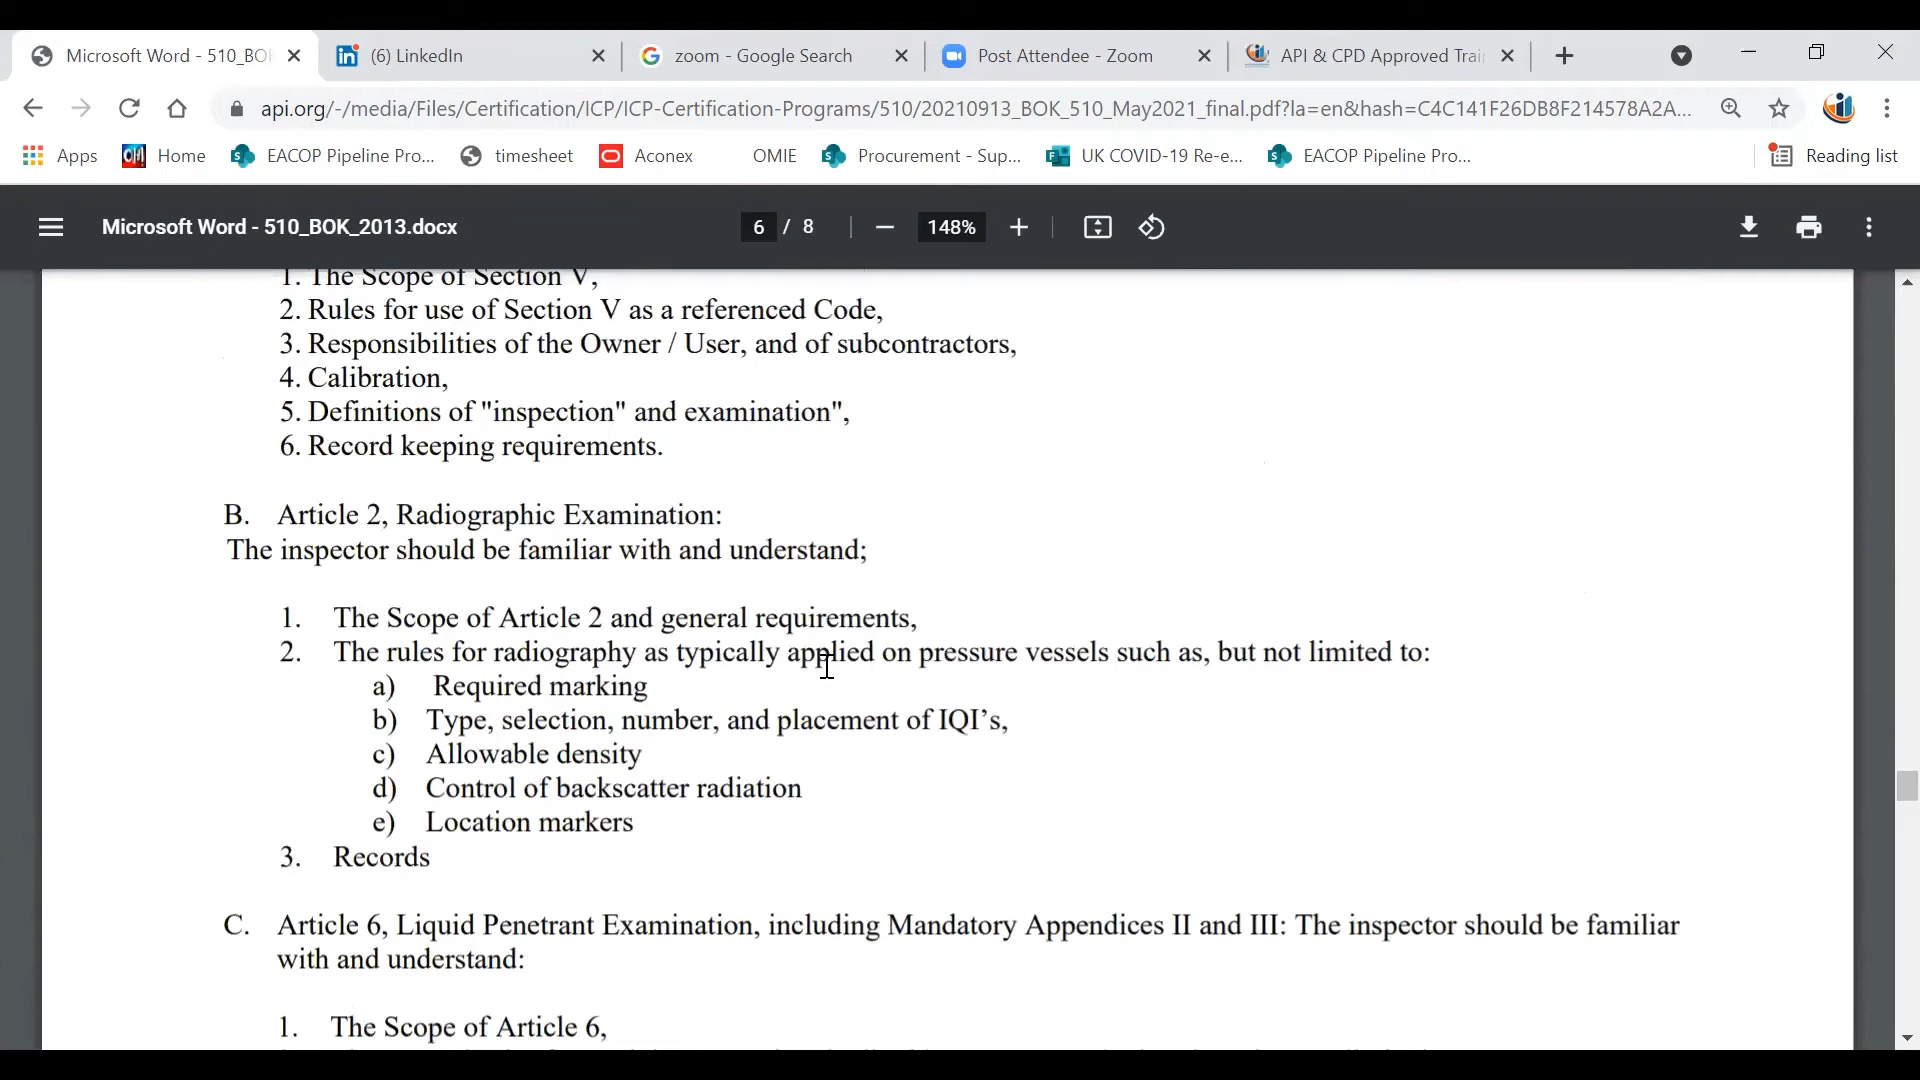 Microsoft Word - 510_BOK
(6) LinkedIn
zoom - Google Search
Post Attendee - Zoom
API & CPD Approved Trai
api.org/-/media/Files/Certification/ICP/ICP-Certification-Programs/510/20210913_BOK_510_May2021_final.pdf?la=en&hash=C4C141F26DB8F214578A2A...
Apps
Home
EACOP Pipeline Pro...
timesheet
Aconex
OMIE
Procurement - Sup...
UK COVID-19 Re-e...
EACOP Pipeline Pro...
Reading list
Microsoft Word - 510_BOK_2013.docx
6 / 8
148%
1. The Scope of Section V,
2. Rules for use of Section V as a referenced Code,
3. Responsibilities of the Owner / User, and of subcontractors,
4. Calibration,
5. Definitions of "inspection" and examination",
6. Record keeping requirements.
B. Article 2, Radiographic Examination:
The inspector should be familiar with and understand;
1. The Scope of Article 2 and general requirements,
2. The rules for radiography as typically applied on pressure vessels such as, but not limited to:
a) Required marking
b) Type, selection, number, and placement of IQI’s,
c) Allowable density
d) Control of backscatter radiation
e) Location markers
3. Records
C. Article 6, Liquid Penetrant Examination, including Mandatory Appendices II and III: The inspector should be familiar
with and understand:
1. The Scope of Article 6,